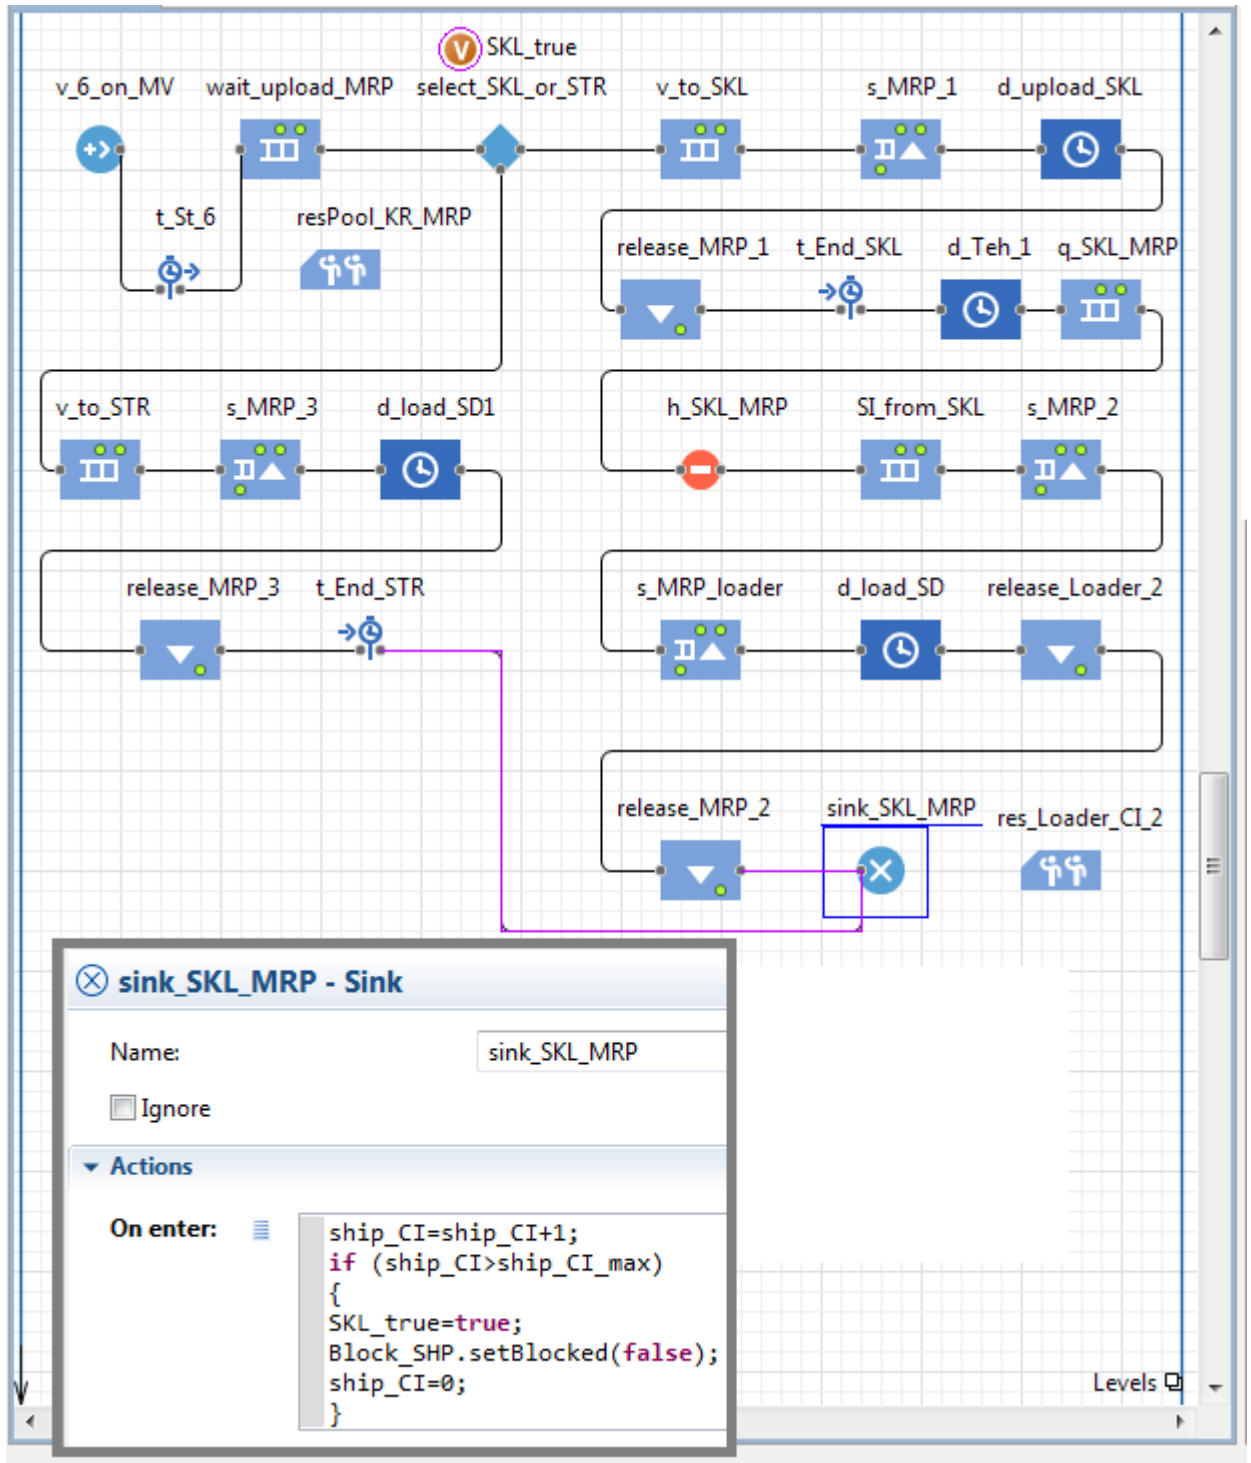 SKL_true
v_6_on_MV wait_upload_MRP select_SKL_or_STR v_to_SKL s_MRP_1 d_upload_SKL
t_St_6 resPool_KR_MRP
release_MRP_1 t_End_SKL d_Teh_1 q_SKL_MRP
v_to_STR s_MRP_3 d_load_SD1 h_SKL_MRP SI_from_SKL s_MRP_2
release_MRP_3 t_End_STR s_MRP_loader d_load_SD release_Loader_2
release_MRP_2 sink_SKL_MRP res_Loader_CI_2
sink_SKL_MRP - Sink
Name: sink_SKL_MRP
Ignore
Actions
On enter: ship_CI=ship_CI+1;
if (ship_CI>ship_CI_max)
{
SKL_true=true;
Block_SHP.setBlocked(false);
ship_CI=0;
}
Levels